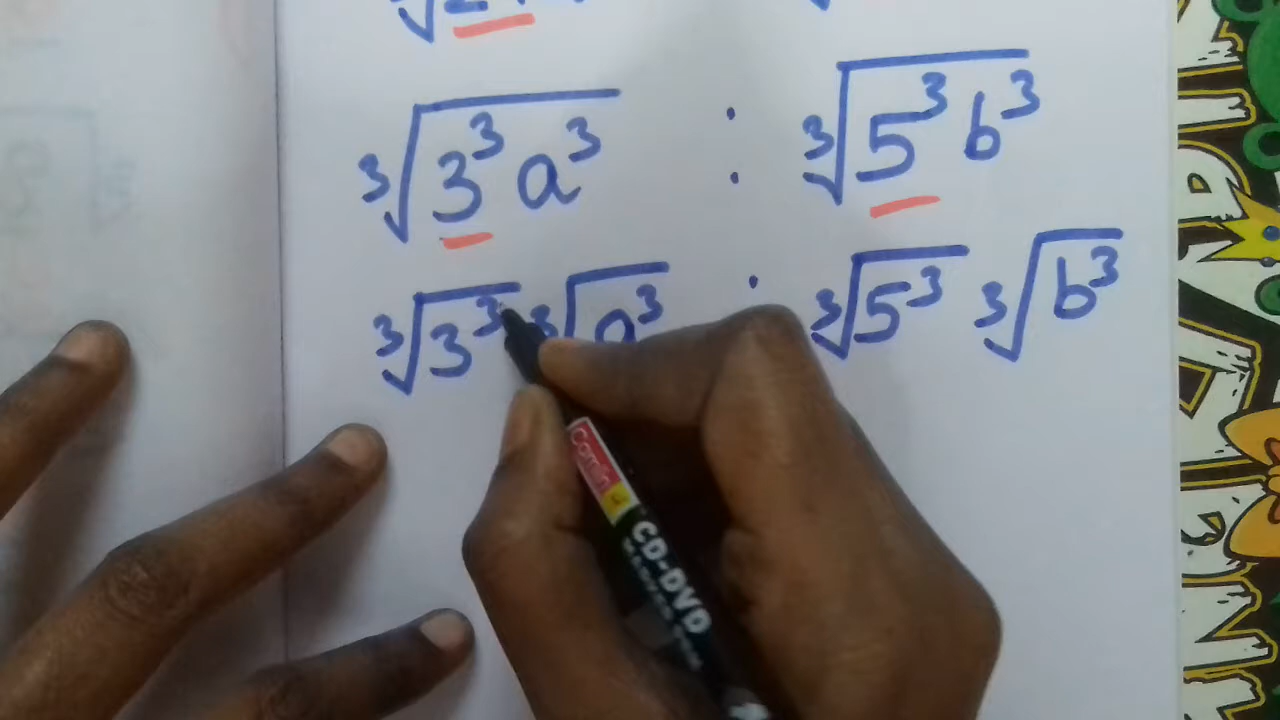 ∛(3³a³) : ∛(5³b³)
∛(3³) ∛(a³) : ∛(5³) ∛(b³)
Camlin
CD-DVD